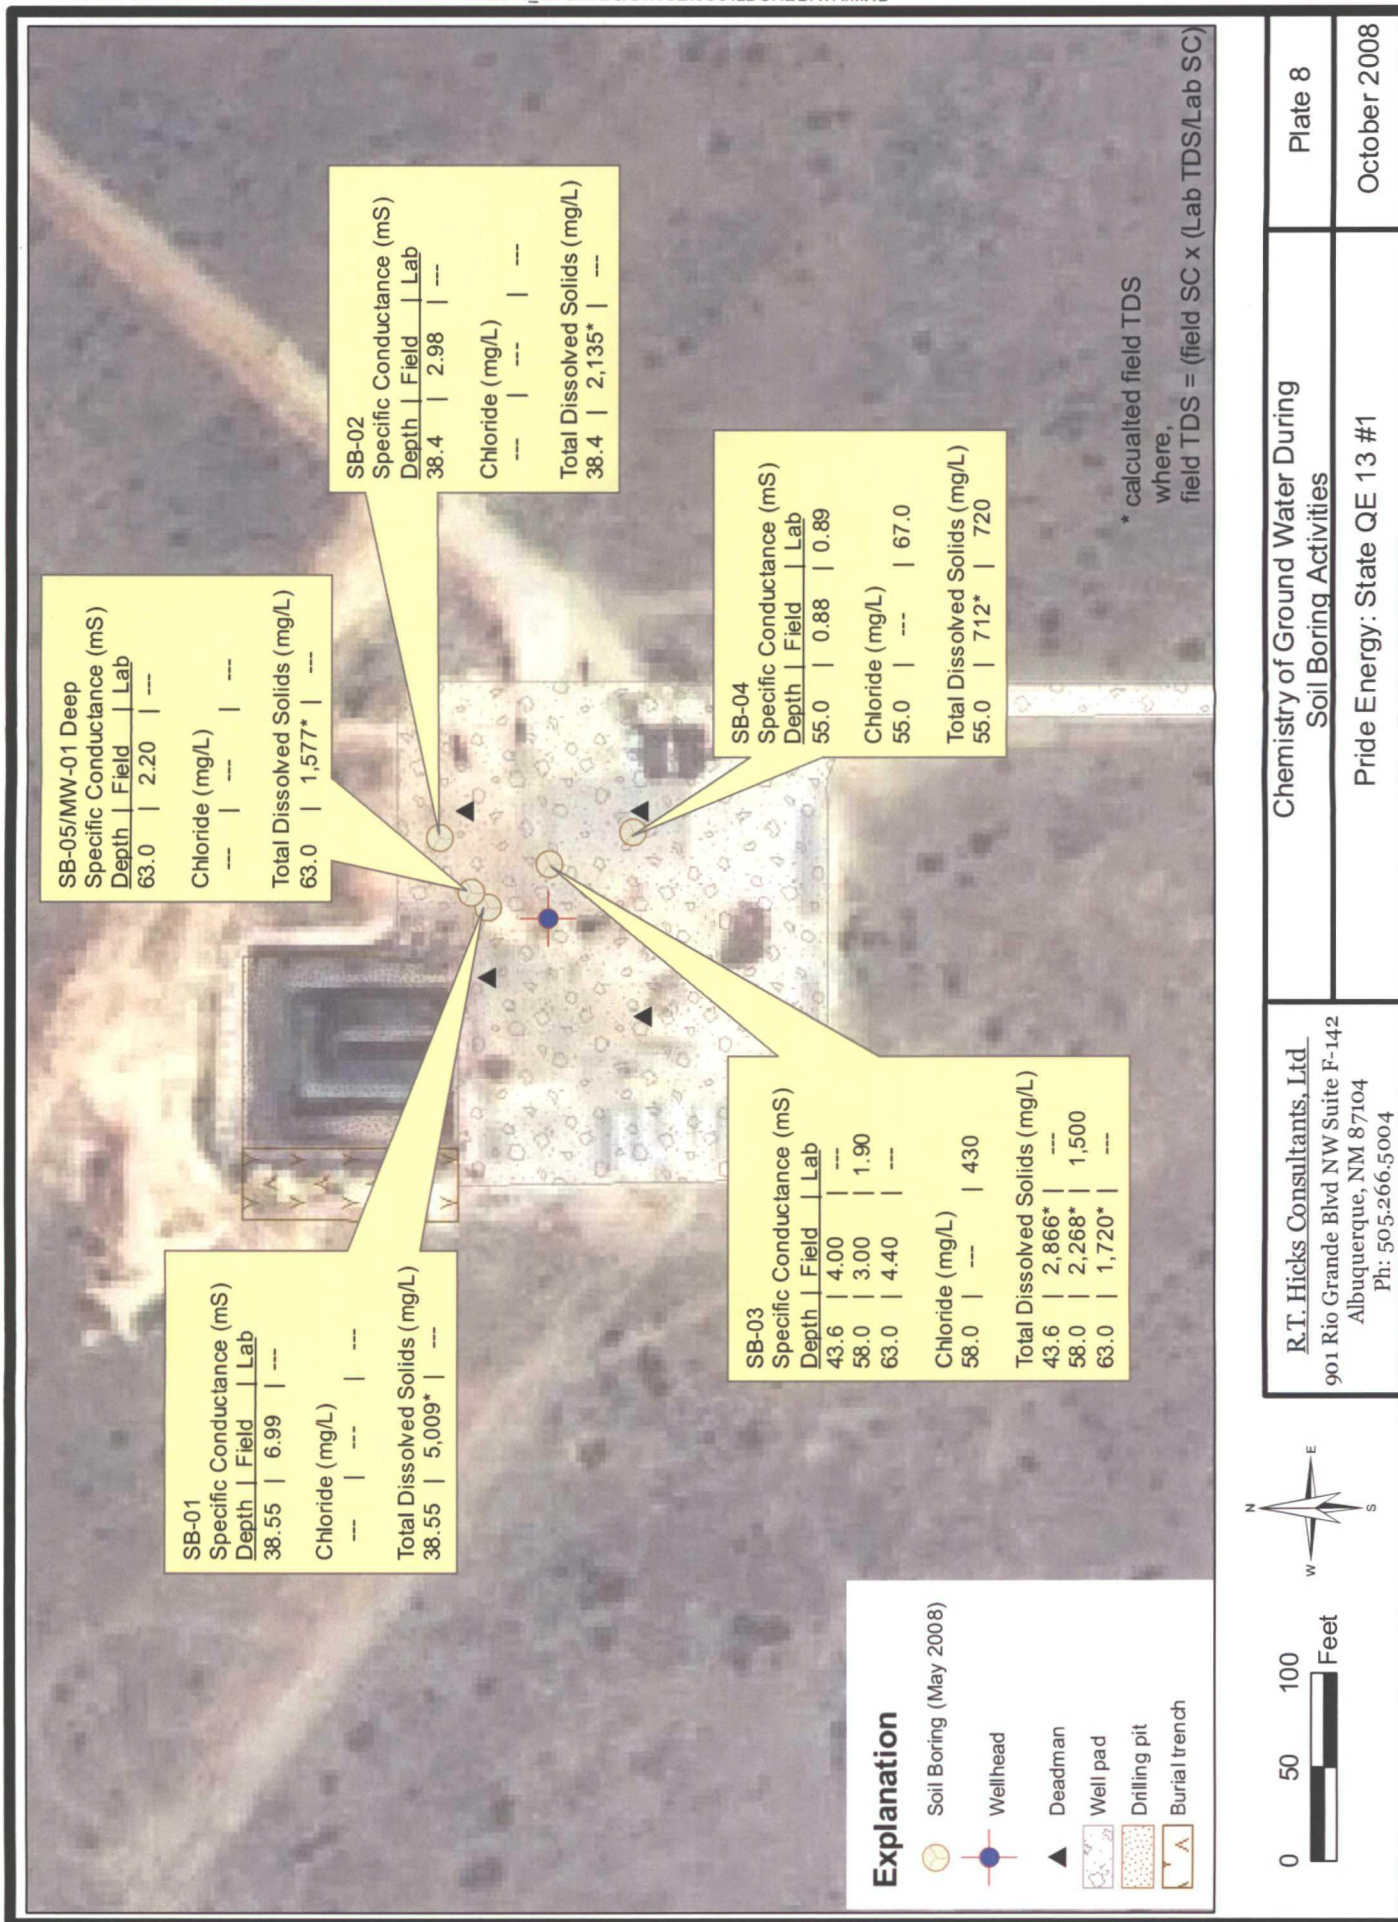 SB-05/MW-01 Deep
Specific Conductance (mS)
Depth | Field | Lab
63.0 | 2.20 | ---
Chloride (mg/L)
--- | --- | ---
Total Dissolved Solids (mg/L)
63.0 | 1,577* | ---
SB-02
Specific Conductance (mS)
Depth | Field | Lab
38.4 | 2.98 | ---
Chloride (mg/L)
--- | --- | ---
Total Dissolved Solids (mg/L)
38.4 | 2,135* | ---
SB-01
Specific Conductance (mS)
Depth | Field | Lab
38.55 | 6.99 | ---
Chloride (mg/L)
--- | --- | ---
Total Dissolved Solids (mg/L)
38.55 | 5,009* | ---
SB-04
Specific Conductance (mS)
Depth | Field | Lab
55.0 | 0.88 | 0.89
Chloride (mg/L)
55.0 | --- | 67.0
Total Dissolved Solids (mg/L)
55.0 | 712* | 720
SB-03
Specific Conductance (mS)
Depth | Field | Lab
43.6 | 4.00 | ---
58.0 | 3.00 | 1.90
63.0 | 4.40 | ---
Chloride (mg/L)
58.0 | --- | 430
Total Dissolved Solids (mg/L)
43.6 | 2,866* | ---
58.0 | 2,268* | 1,500
63.0 | 1,720* | ---
* calcualted field TDS
where,
field TDS = (field SC x (Lab TDS/Lab SC)
Explanation
Soil Boring (May 2008)
Wellhead
Deadman
Well pad
Drilling pit
Burial trench
0 50 100
Feet
N
W E
S
R.T. Hicks Consultants, Ltd
901 Rio Grande Blvd NW Suite F-142
Albuquerque, NM 87104
Ph: 505.266.5004
Chemistry of Ground Water During
Soil Boring Activities
Pride Energy: State QE 13 #1
Plate 8
October 2008